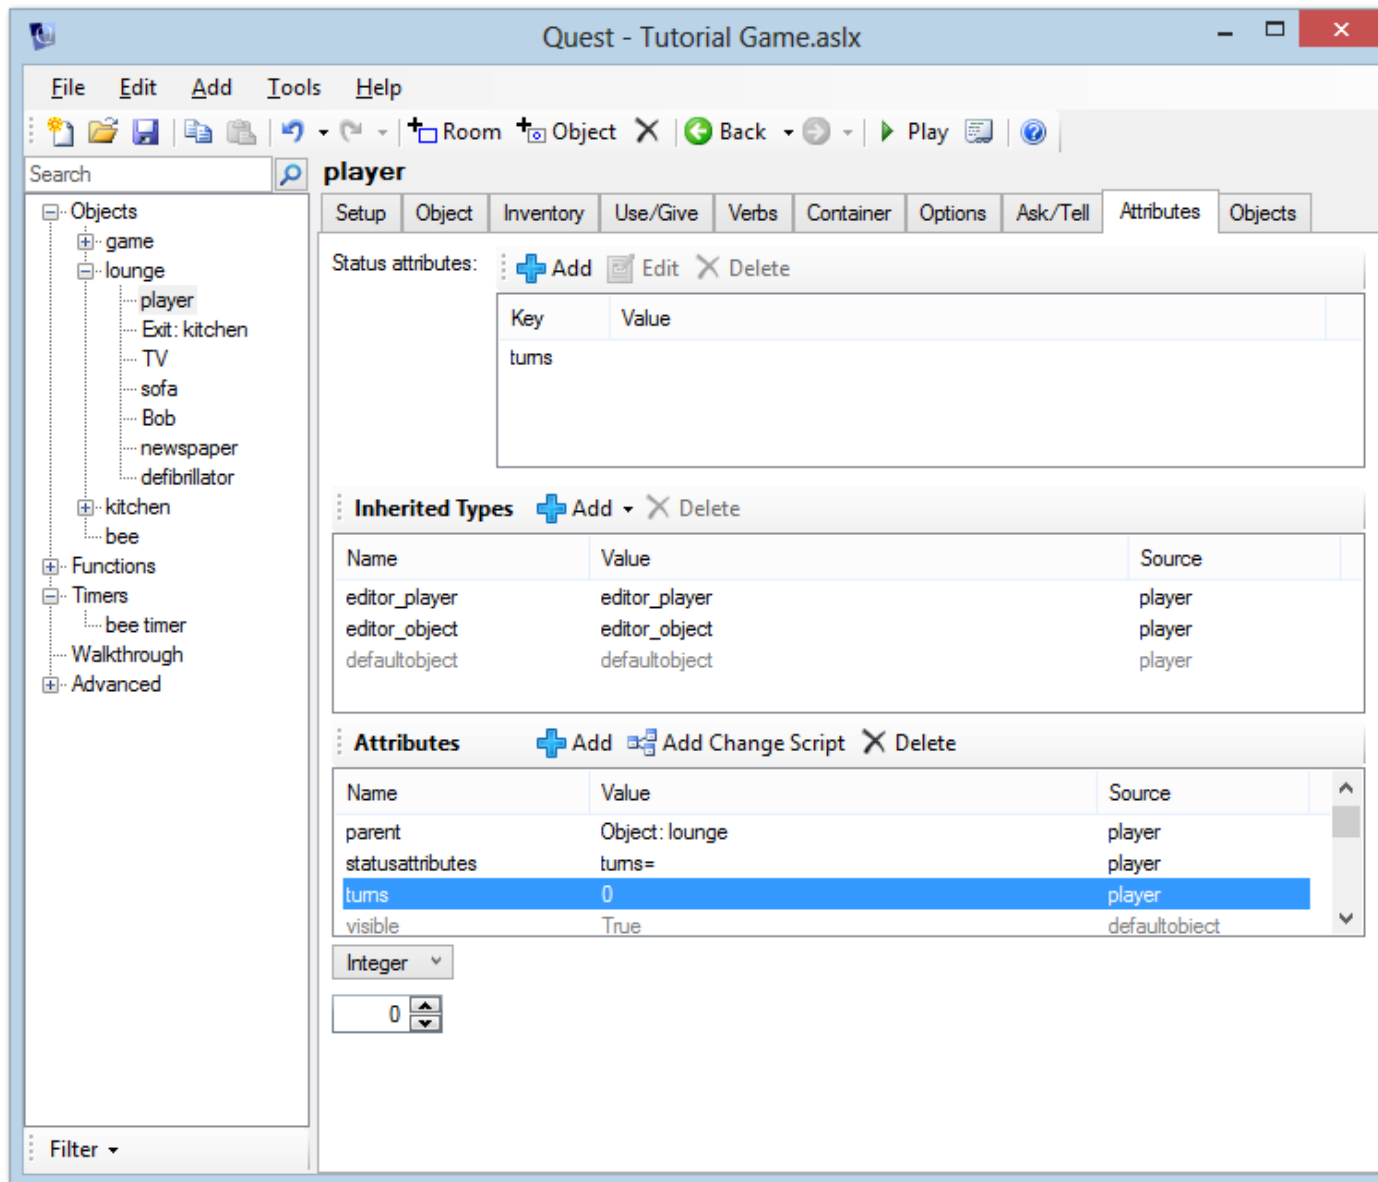 Quest - Tutorial Game.aslx
File Edit Add Tools Help
Room Object Back Play
Search
Objects
game
lounge
player
Exit: kitchen
TV
sofa
Bob
newspaper
defibrillator
kitchen
bee
Functions
Timers
bee timer
Walkthrough
Advanced
Filter
player
Setup Object Inventory Use/Give Verbs Container Options Ask/Tell Attributes Objects
Status attributes: Add Edit Delete
Key Value
turns
Inherited Types Add Delete
Name Value Source
editor_player editor_player player
editor_object editor_object player
defaultobject defaultobject player
Attributes Add Add Change Script Delete
Name Value Source
parent Object: lounge player
statusattributes turns= player
turns 0 player
visible True defaultobject
Integer
0